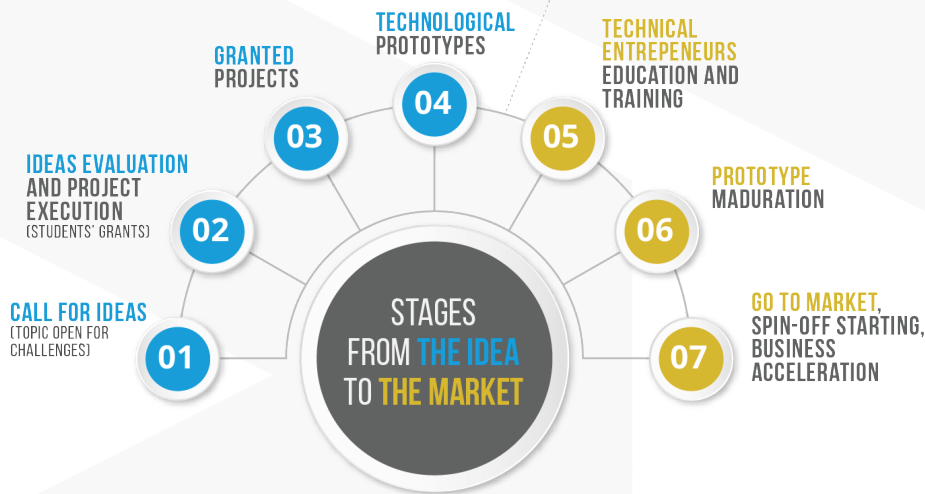 01
CALL FOR IDEAS
(TOPIC OPEN FOR
CHALLENGES)
02
IDEAS EVALUATION
AND PROJECT
EXECUTION
(STUDENTS' GRANTS)
03
GRANTED
PROJECTS
04
TECHNOLOGICAL
PROTOTYPES
05
TECHNICAL
ENTREPENEURS
EDUCATION AND
TRAINING
06
PROTOTYPE
MADURATION
07
GO TO MARKET,
SPIN-OFF STARTING,
BUSINESS
ACCELERATION
STAGES
FROM THE IDEA
TO THE MARKET